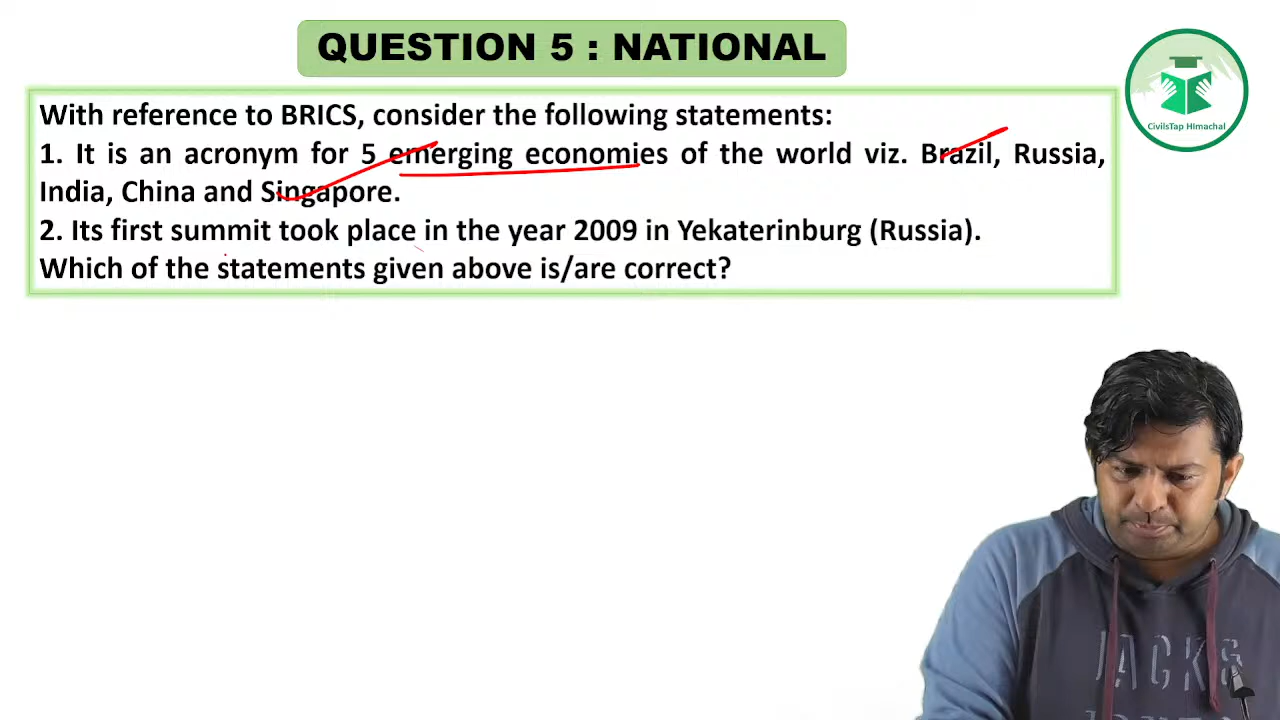 QUESTION 5 : NATIONAL
CivilsTap Himachal
With reference to BRICS, consider the following statements:
1. It is an acronym for 5 emerging economies of the world viz. Brazil, Russia,
India, China and Singapore.
2. Its first summit took place in the year 2009 in Yekaterinburg (Russia).
Which of the statements given above is/are correct?
JACKS